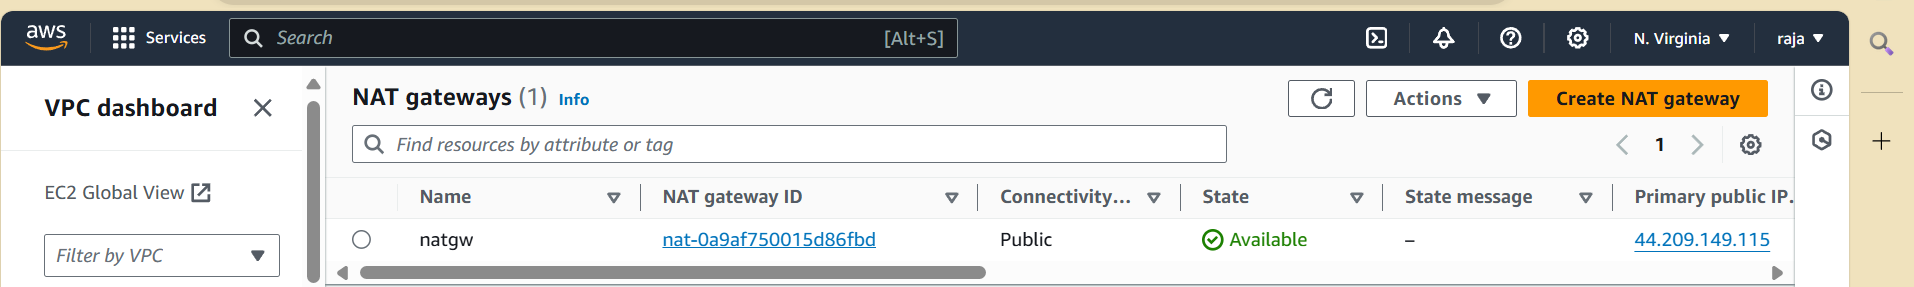 aws
Services
Search
[Alt+S]
N. Virginia
raja
VPC dashboard
EC2 Global View
Filter by VPC
NAT gateways (1) Info
Actions
Create NAT gateway
Find resources by attribute or tag
1
Name NAT gateway ID Connectivity... State State message Primary public IP...
natgw nat-0a9af750015d86fbd Public Available – 44.209.149.115